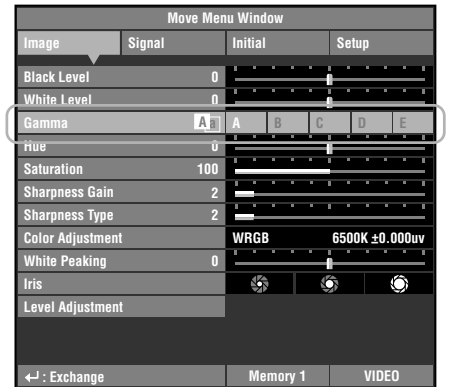 Move Menu Window
Image Signal Initial Setup
Black Level 0
White Level 0
Gamma Aa A B C D E
Hue 0
Saturation 100
Sharpness Gain 2
Sharpness Type 2
Color Adjustment WRGB 6500K ±0.000uv
White Peaking 0
Iris
Level Adjustment
↵ : Exchange Memory 1 VIDEO